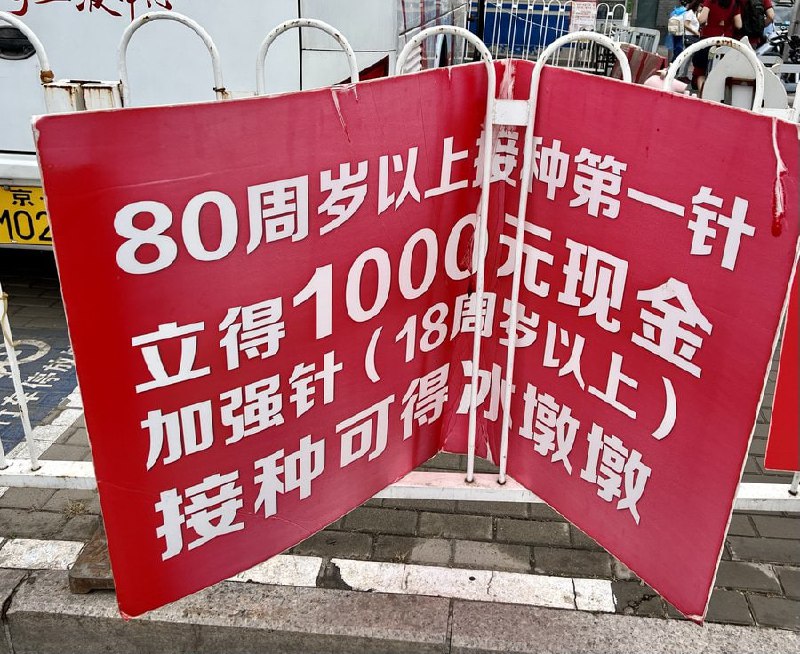 80周岁以上接种第一针
立得1000元现金
加强针（18周岁以上）
接种可得冰墩墩
京